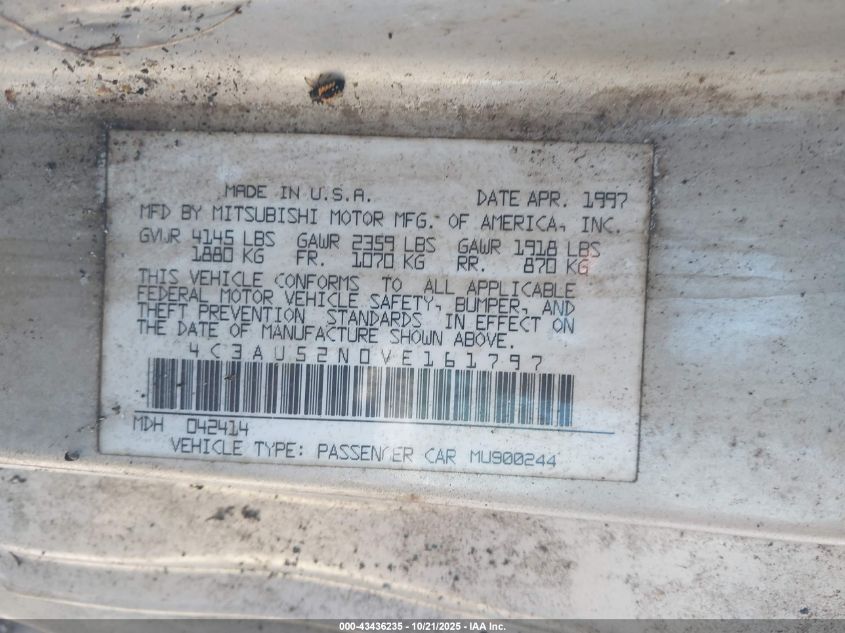 MADE IN U.S.A. DATE APR. 1997
MFD BY MITSUBISHI MOTOR MFG. OF AMERICA, INC.
GVWR 4145 LBS GAWR 2359 LBS GAWR 1918 LBS
1880 KG FR. 1070 KG RR. 870 KG
THIS VEHICLE CONFORMS TO ALL APPLICABLE
FEDERAL MOTOR VEHICLE SAFETY, BUMPER, AND
THEFT PREVENTION STANDARDS IN EFFECT ON
THE DATE OF MANUFACTURE SHOWN ABOVE.
4C3AU52N0VE161797
MDH 042414
VEHICLE TYPE: PASSENGER CAR MU900244
000-43436235 - 10/21/2025 - IAA Inc.